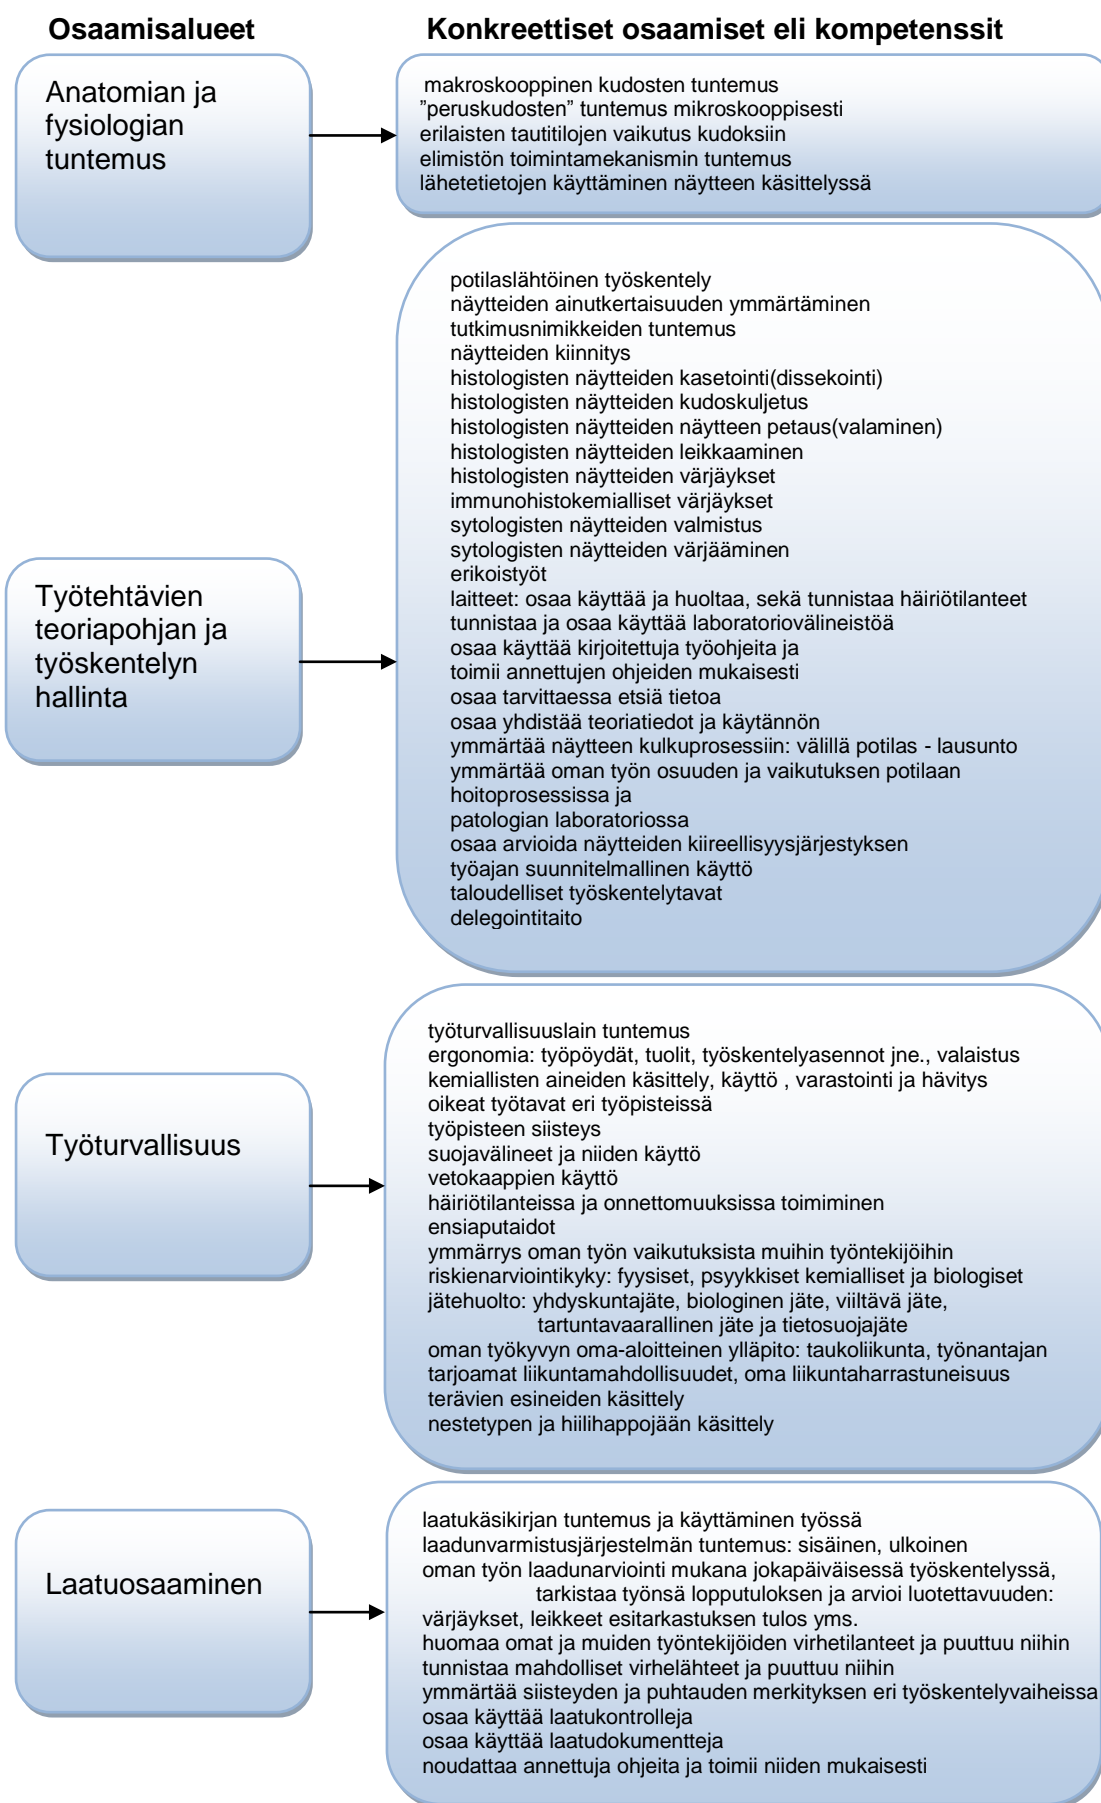 Osaamisalueet
Konkreettiset osaamiset eli kompetenssit
Anatomian ja
fysiologian
tuntemus
makroskooppinen kudosten tuntemus
”peruskudosten” tuntemus mikroskooppisesti
erilaisten tautitilojen vaikutus kudoksiin
elimistön toimintamekanismin tuntemus
lähetetietojen käyttäminen näytteen käsittelyssä
Työtehtävien
teoriapohjan ja
työskentelyn
hallinta
potilaslähtöinen työskentely
näytteiden ainutkertaisuuden ymmärtäminen
tutkimusnimikkeiden tuntemus
näytteiden kiinnitys
histologisten näytteiden kasetointi(dissekointi)
histologisten näytteiden kudoskuljetus
histologisten näytteiden näytteen petaus(valaminen)
histologisten näytteiden leikkaaminen
histologisten näytteiden värjäykset
immunohistokemialliset värjäykset
sytologisten näytteiden valmistus
sytologisten näytteiden värjääminen
erikoistyöt
laitteet: osaa käyttää ja huoltaa, sekä tunnistaa häiriötilanteet
tunnistaa ja osaa käyttää laboratoriovälineistöä
osaa käyttää kirjoitettuja työohjeita ja
toimii annettujen ohjeiden mukaisesti
osaa tarvittaessa etsiä tietoa
osaa yhdistää teoriatiedot ja käytännön
ymmärtää näytteen kulkuprosessiin: välillä potilas - lausunto
ymmärtää oman työn osuuden ja vaikutuksen potilaan
hoitoprosessissa ja
patologian laboratoriossa
osaa arvioida näytteiden kiireellisyysjärjestyksen
työajan suunnitelmallinen käyttö
taloudelliset työskentelytavat
delegointitaito
Työturvallisuus
työturvallisuuslain tuntemus
ergonomia: työpöydät, tuolit, työskentelyasennot jne., valaistus
kemiallisten aineiden käsittely, käyttö , varastointi ja hävitys
oikeat työtavat eri työpisteissä
työpisteen siisteys
suojavälineet ja niiden käyttö
vetokaappien käyttö
häiriötilanteissa ja onnettomuuksissa toimiminen
ensiaputaidot
ymmärrys oman työn vaikutuksista muihin työntekijöihin
riskienarviointikyky: fyysiset, psyykkiset kemialliset ja biologiset
jätehuolto: yhdyskuntajäte, biologinen jäte, viiltävä jäte,
tartuntavaarallinen jäte ja tietosuojajäte
oman työkyvyn oma-aloitteinen ylläpito: taukoliikunta, työnantajan
tarjoamat liikuntamahdollisuudet, oma liikuntaharrastuneisuus
terävien esineiden käsittely
nestetypen ja hiilihappojään käsittely
Laatuosaaminen
laatukäsikirjan tuntemus ja käyttäminen työssä
laadunvarmistusjärjestelmän tuntemus: sisäinen, ulkoinen
oman työn laadunarviointi mukana jokapäiväisessä työskentelyssä,
tarkistaa työnsä lopputuloksen ja arvioi luotettavuuden:
värjäykset, leikkeet esitarkastuksen tulos yms.
huomaa omat ja muiden työntekijöiden virhetilanteet ja puuttuu niihin
tunnistaa mahdolliset virhelähteet ja puuttuu niihin
ymmärtää siisteyden ja puhtauden merkityksen eri työskentelyvaiheissa
osaa käyttää laatukontrolleja
osaa käyttää laatudokumentteja
noudattaa annettuja ohjeita ja toimii niiden mukaisesti